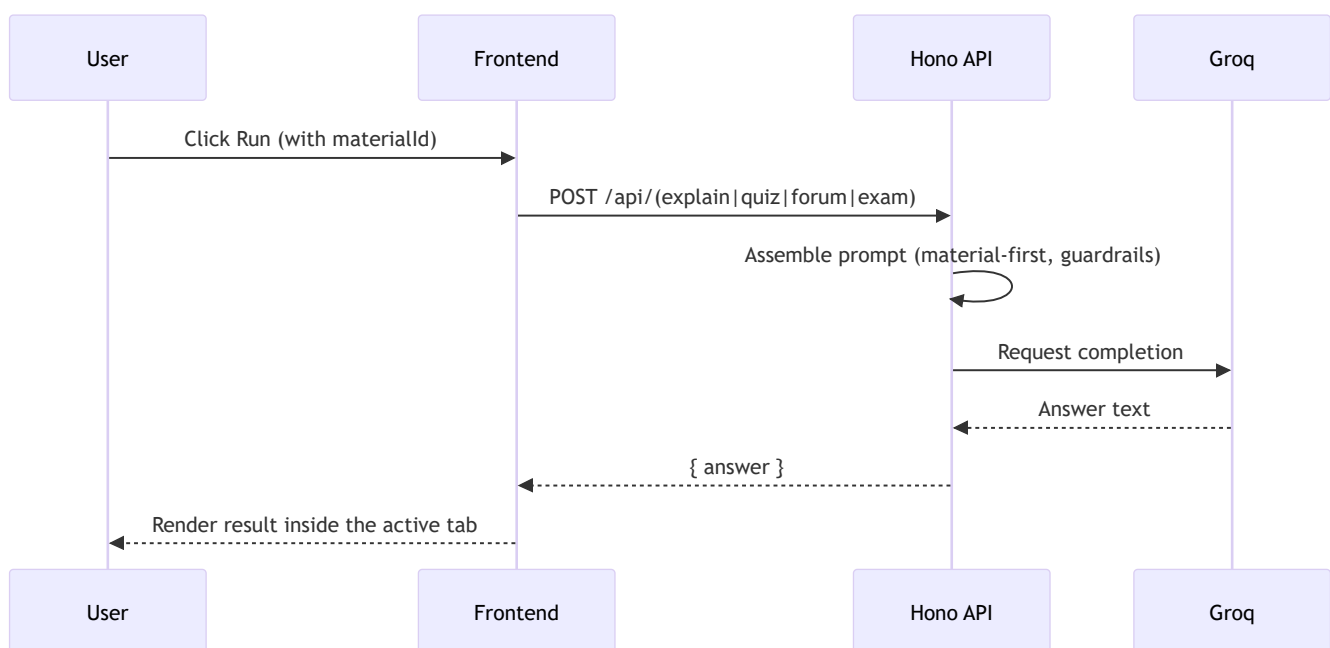 User
Frontend
Hono API
Groq
Click Run (with materialId)
POST /api/(explain|quiz|forum|exam)
Assemble prompt (material-first, guardrails)
Request completion
Answer text
{ answer }
Render result inside the active tab
User
Frontend
Hono API
Groq